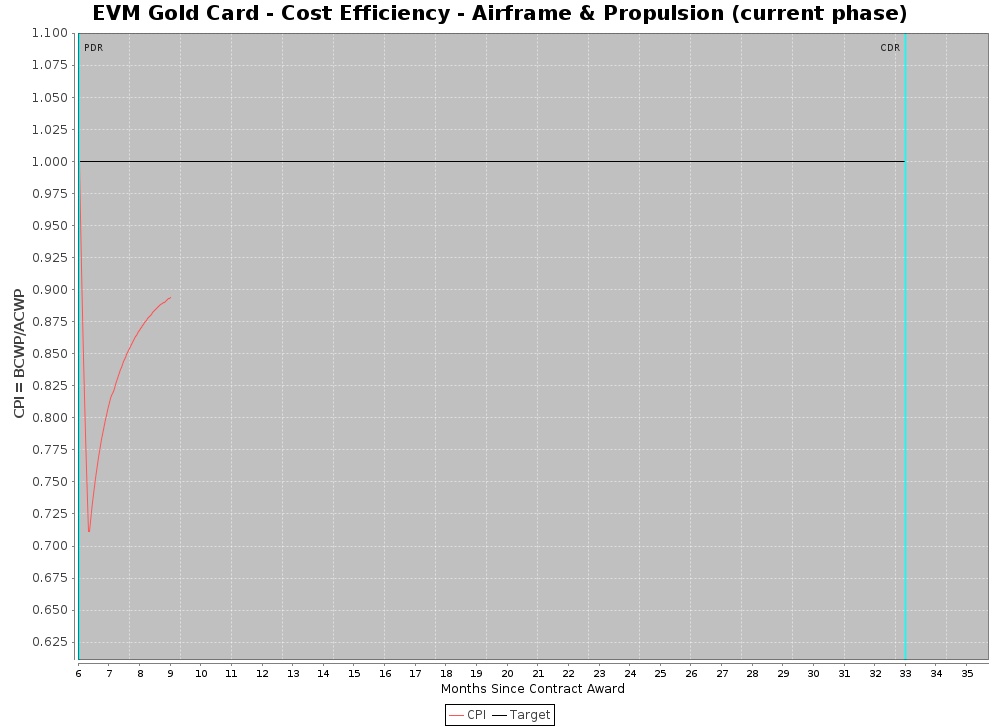 EVM Gold Card - Cost Efficiency - Airframe & Propulsion (current phase)
1.100
1.075
1.050
1.025
1.000
0.975
0.950
0.925
0.900
0.875
0.850
0.825
0.800
0.775
0.750
0.725
0.700
0.675
0.650
0.625
CPI = BCWP/ACWP
PDR
CDR
6 7 8 9 10 11 12 13 14 15 16 17 18 19 20 21 22 23 24 25 26 27 28 29 30 31 32 33 34 35
Months Since Contract Award
CPI Target